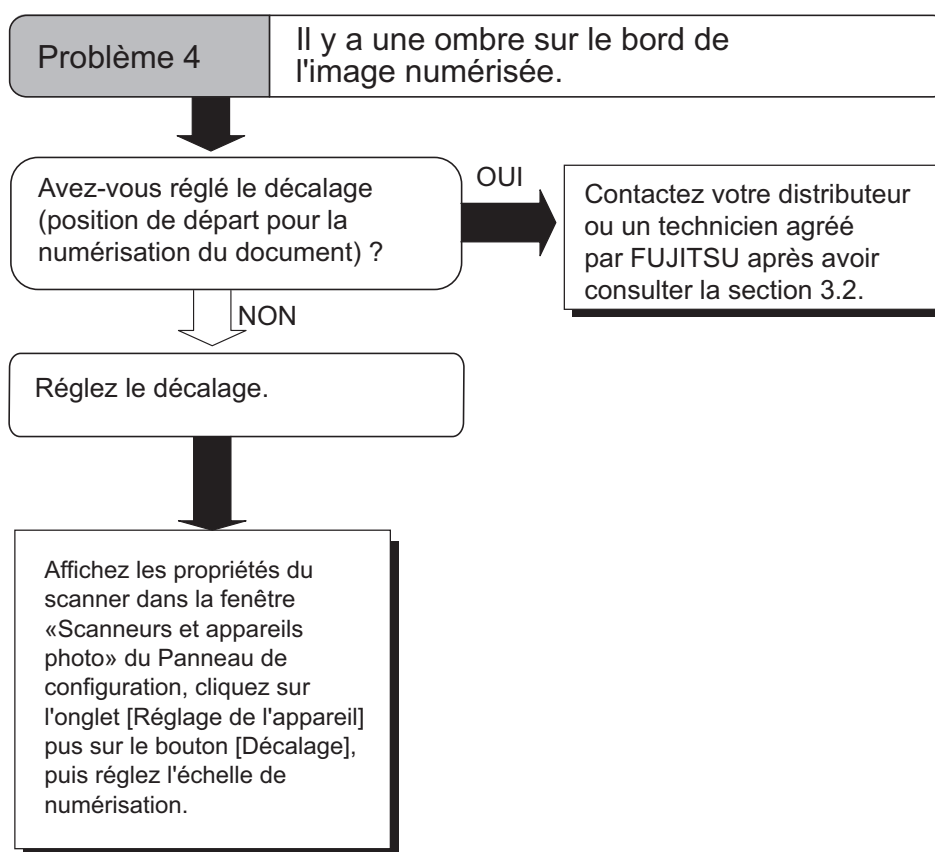 Problème 4
Il y a une ombre sur le bord de
l'image numérisée.
Avez-vous réglé le décalage
(position de départ pour la
numérisation du document) ?
OUI
Contactez votre distributeur
ou un technicien agréé
par FUJITSU après avoir
consulter la section 3.2.
NON
Réglez le décalage.
Affichez les propriétés du
scanner dans la fenêtre
«Scanneurs et appareils
photo» du Panneau de
configuration, cliquez sur
l'onglet [Réglage de l'appareil]
pus sur le bouton [Décalage],
puis réglez l'échelle de
numérisation.